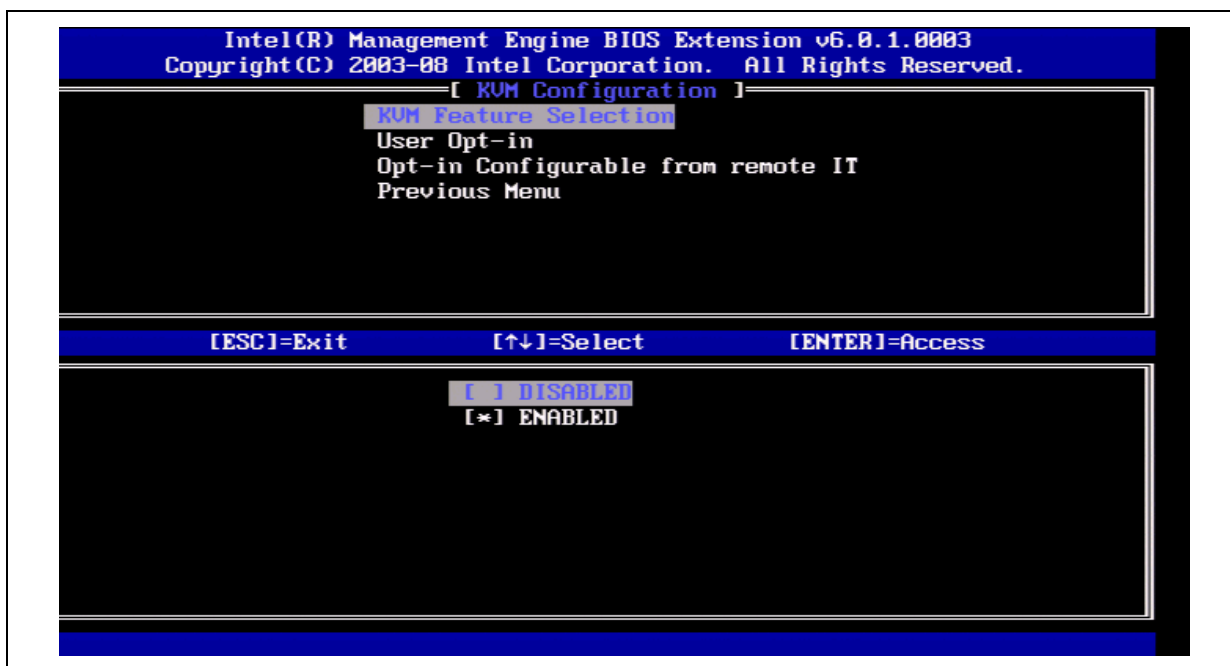 Intel(R) Management Engine BIOS Extension v6.0.1.0003
Copyright(C) 2003-08 Intel Corporation. All Rights Reserved.
[ KVM Configuration ]
KVM Feature Selection
User Opt-in
Opt-in Configurable from remote IT
Previous Menu
[ESC]=Exit [↑↓]=Select [ENTER]=Access
[ ] DISABLED
[*] ENABLED